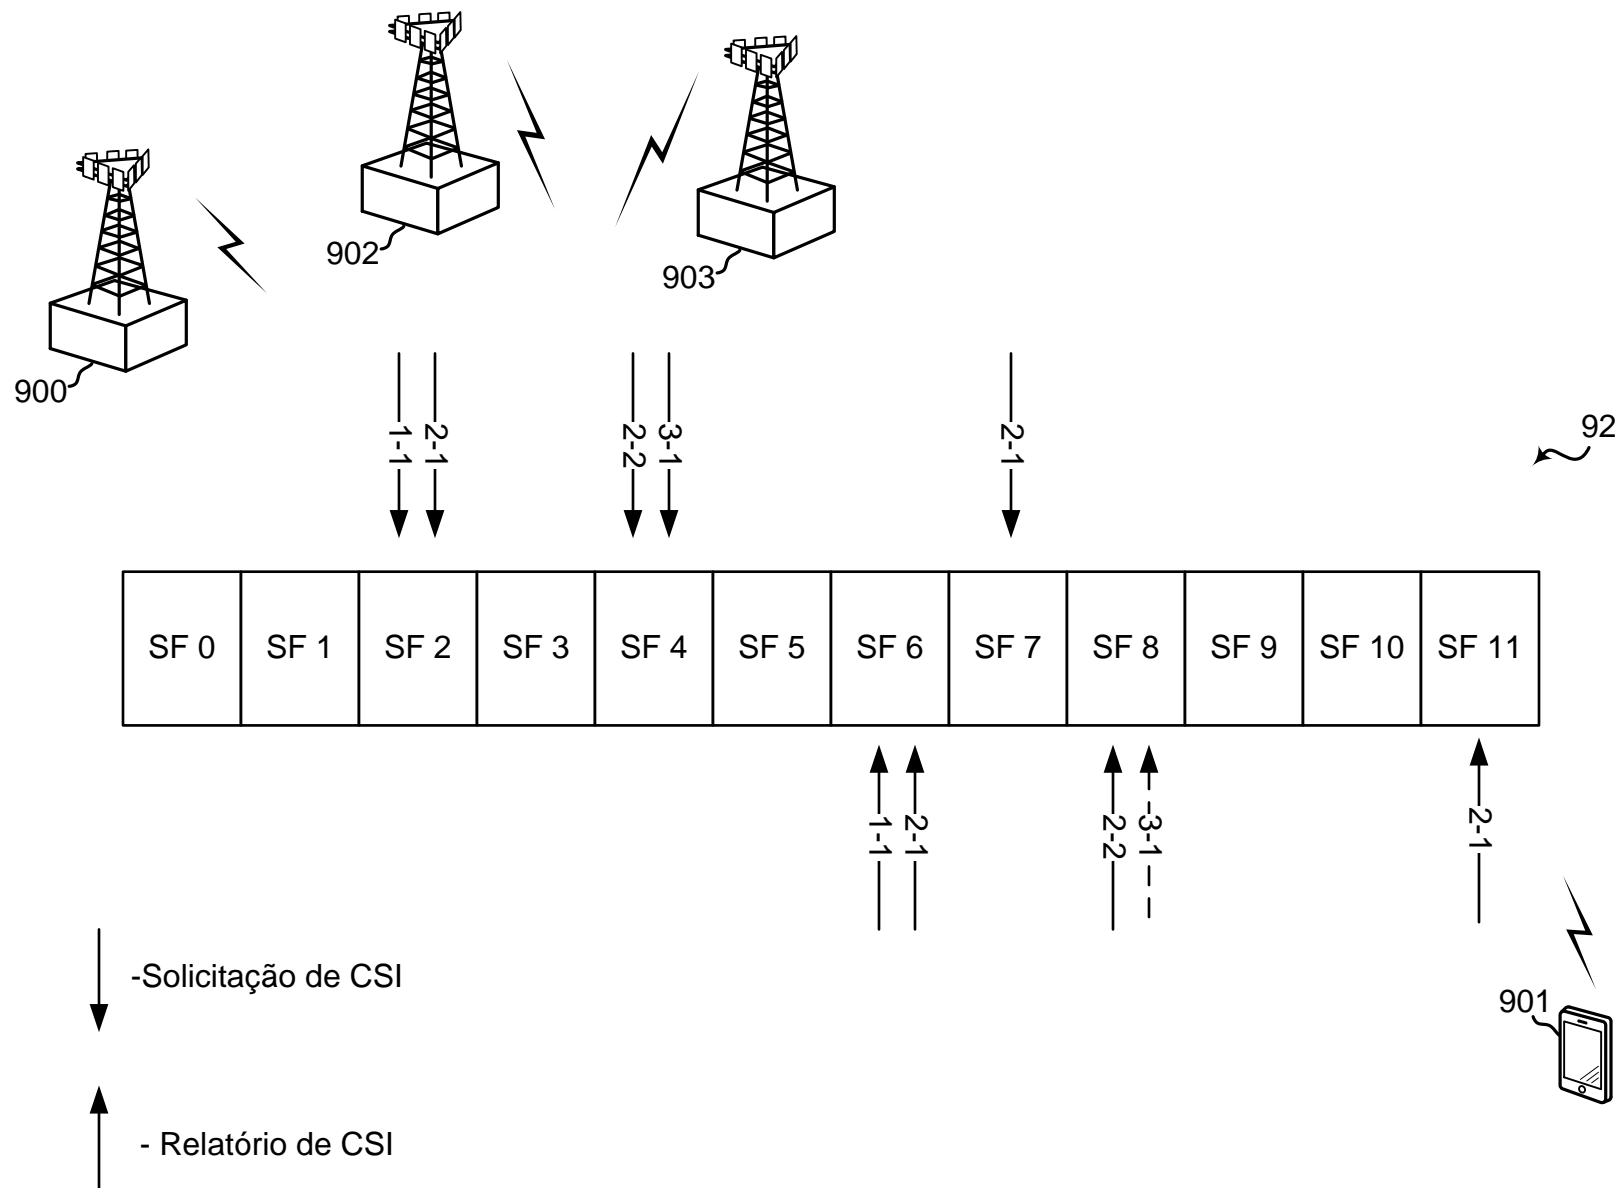 902
903
900
1-1
2-1
2-2
3-1
2-1
92
SF 0
SF 1
SF 2
SF 3
SF 4
SF 5
SF 6
SF 7
SF 8
SF 9
SF 10
SF 11
1-1
2-1
2-2
3-1
2-1
-Solicitação de CSI
901
- Relatório de CSI